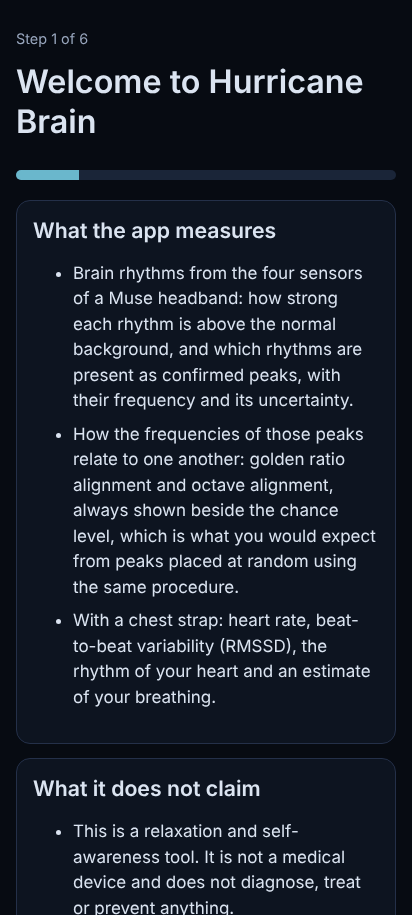 Step 1 of 6
Welcome to Hurricane
Brain
What the app measures
• Brain rhythms from the four sensors
of a Muse headband: how strong
each rhythm is above the normal
background, and which rhythms are
present as confirmed peaks, with
their frequency and its uncertainty.
• How the frequencies of those peaks
relate to one another: golden ratio
alignment and octave alignment,
always shown beside the chance
level, which is what you would expect
from peaks placed at random using
the same procedure.
• With a chest strap: heart rate, beat-
to-beat variability (RMSSD), the
rhythm of your heart and an estimate
of your breathing.
What it does not claim
• This is a relaxation and self-
awareness tool. It is not a medical
device and does not diagnose, treat
or prevent anything.